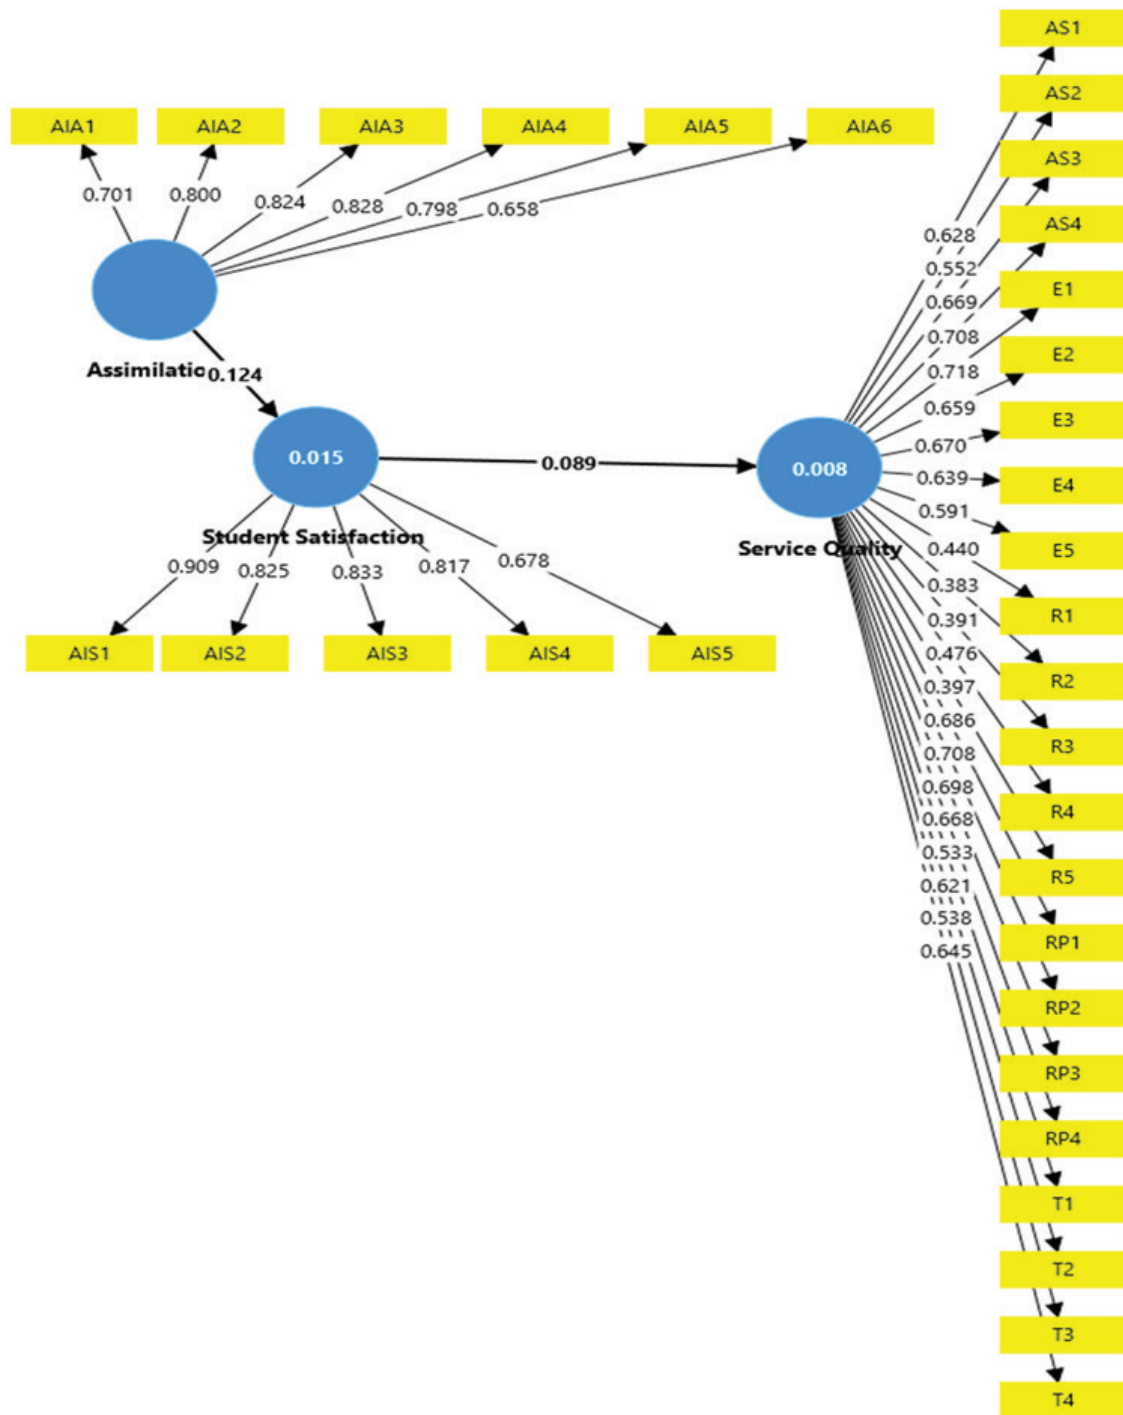 AS1
AS2
AS3
AS4
E1
E2
E3
E4
E5
R1
R2
R3
R4
R5
RP1
RP2
RP3
RP4
T1
T2
T3
T4
AIA1 AIA2 AIA3 AIA4 AIA5 AIA6
0.701 0.800 0.824 0.828 0.798 0.658
Assimilatio 0.124
0.015
0.089
0.008
Student Satisfaction
Service Quality
0.909 0.825 0.833 0.817 0.678
AIS1 AIS2 AIS3 AIS4 AIS5
0.628
0.552
0.669
0.708
0.718
0.659
0.670
0.639
0.591
0.440
0.383
0.391
0.476
0.397
0.686
0.708
0.698
0.668
0.533
0.621
0.538
0.645